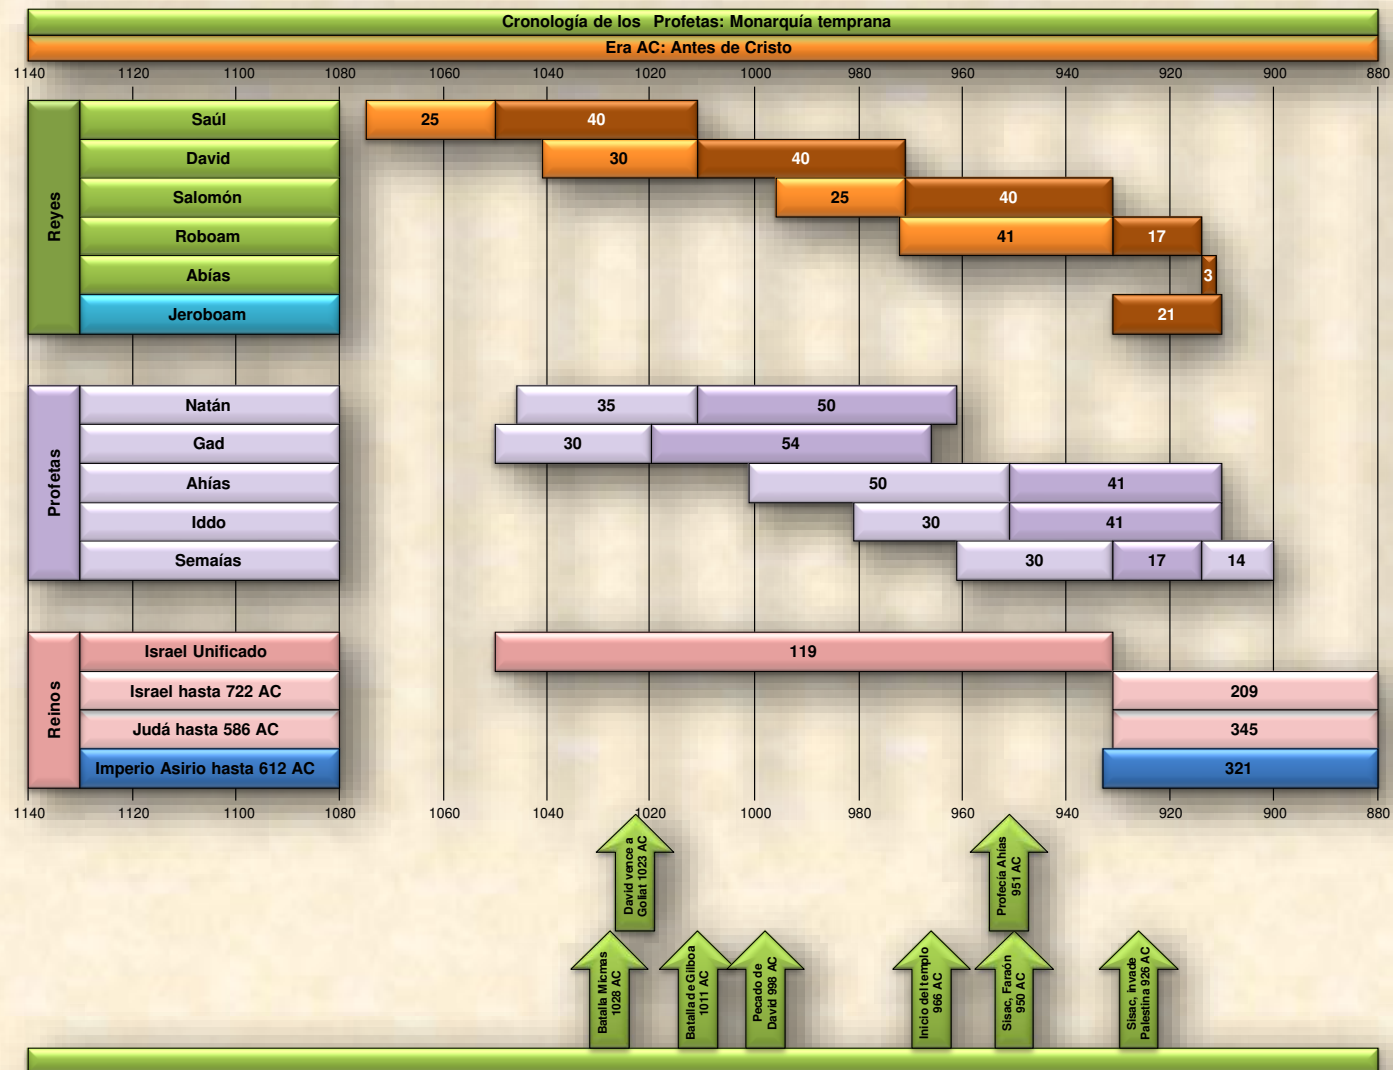 Cronología de los  Profetas: Monarquía temprana
Era AC: Antes de Cristo
1140 1120 1100 1080 1060 1040 1020 1000 980 960 940 920 900 880
Reyes
Saúl 25 40
David 30 40
Salomón 25 40
Roboam 41 17
Abías 3
Jeroboam 21
Profetas
Natán 35 50
Gad 30 54
Ahías 50 41
Iddo 30 41
Semaías 30 17 14
Reinos
Israel Unificado 119
Israel hasta 722 AC 209
Judá hasta 586 AC 345
Imperio Asirio hasta 612 AC 321
1140 1120 1100 1080 1060 1040 1020 1000 980 960 940 920 900 880
David vence a
Goliat 1023 AC
Profecía Ahías
951 AC
Batalla Micmas
1028 AC
Batalla de Gilboa
1011 AC
Pecado de
David 998 AC
Inicio del templo
966 AC
Sisac, Faraón
950 AC
Sisac, invade
Palestina 926 AC